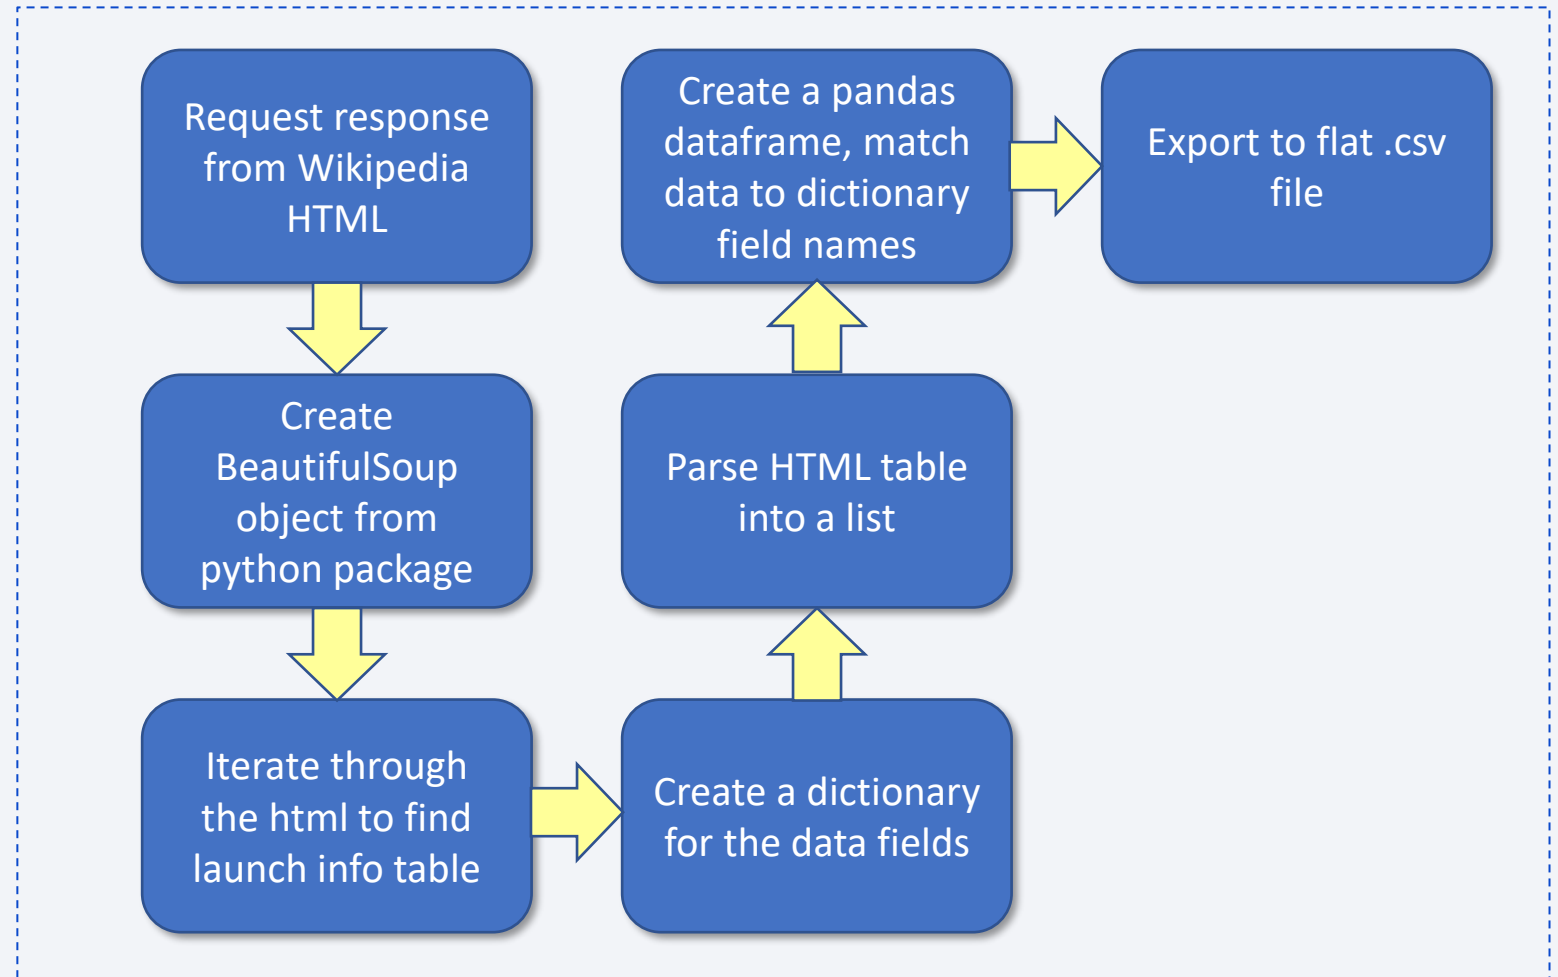 Request response
from Wikipedia
HTML
Create
BeautifulSoup
object from
python package
Iterate through
the html to find
launch info table
Create a dictionary
for the data fields
Parse HTML table
into a list
Create a pandas
dataframe, match
data to dictionary
field names
Export to flat .csv
file